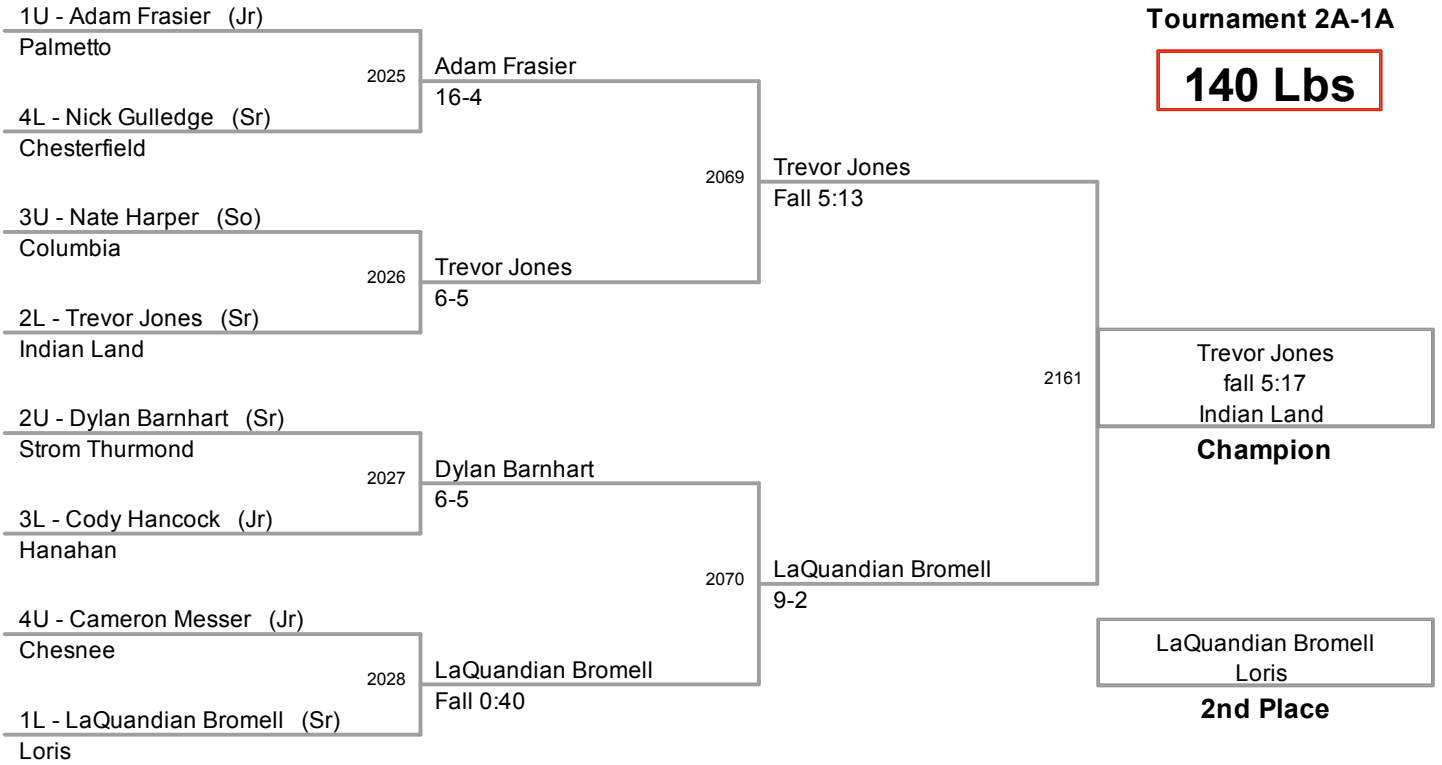 1U - Adam Frasier (Jr)
Palmetto
2025
4L - Nick Gulledge (Sr)
Chesterfield
3U - Nate Harper (So)
Columbia
2026
2L - Trevor Jones (Sr)
Indian Land
2U - Dylan Barnhart (Sr)
Strom Thurmond
2027
3L - Cody Hancock (Jr)
Hanahan
4U - Cameron Messer (Jr)
Chesnee
2028
1L - LaQuandian Bromell (Sr)
Loris
Adam Frasier
16-4
2069
Trevor Jones
6-5
Dylan Barnhart
6-5
2070
LaQuandian Bromell
Fall 0:40
Trevor Jones
Fall 5:13
2161
LaQuandian Bromell
9-2
Tournament 2A-1A
140 Lbs
Trevor Jones
fall 5:17
Indian Land
Champion
LaQuandian Bromell
Loris
2nd Place